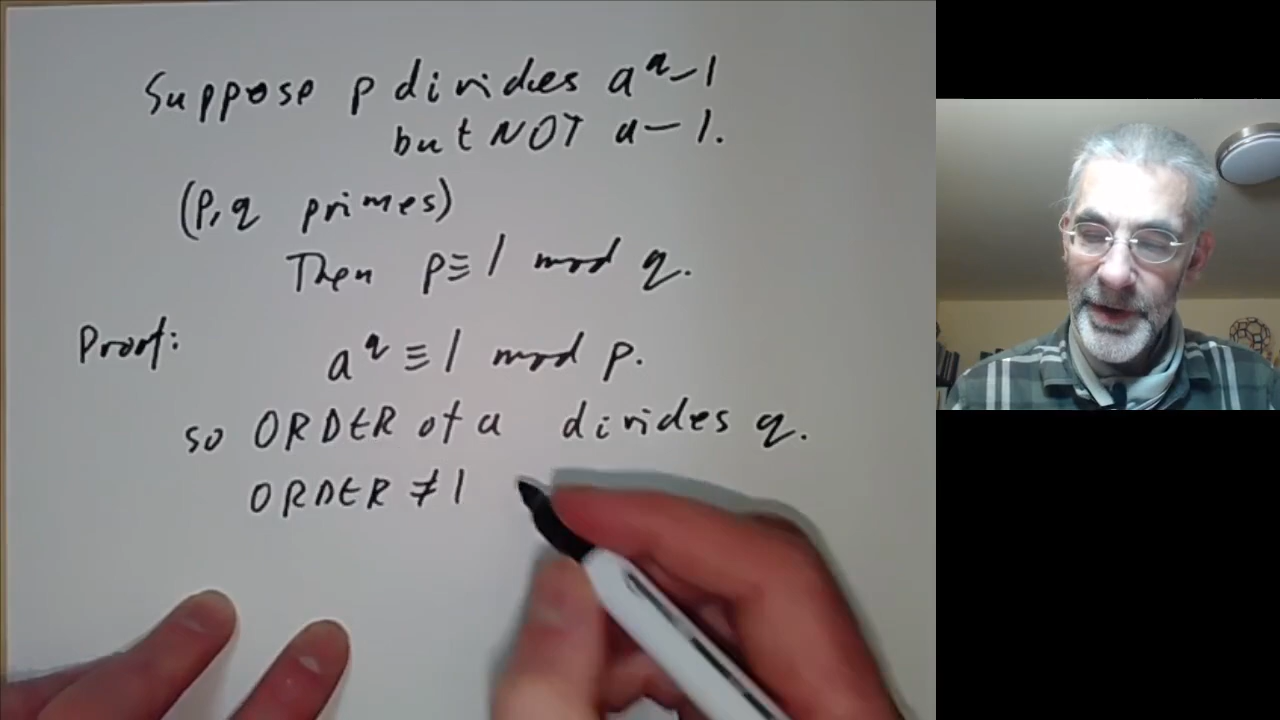 Suppose p divides a^q-1
but NOT a-1.
(p,q primes)
Then p≡1 mod q.
Proof: a^q≡1 mod p.
so ORDER of a divides q.
ORDER ≠1